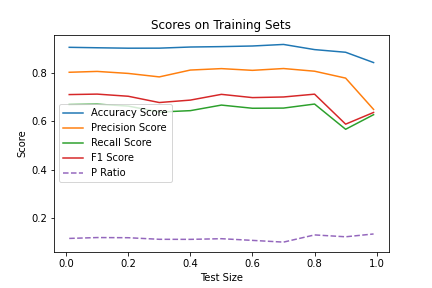 Scores on Training Sets
Score
0.8
0.6
0.4
0.2
Accuracy Score
Precision Score
Recall Score
F1 Score
P Ratio
0.0 0.2 0.4 0.6 0.8 1.0
Test Size